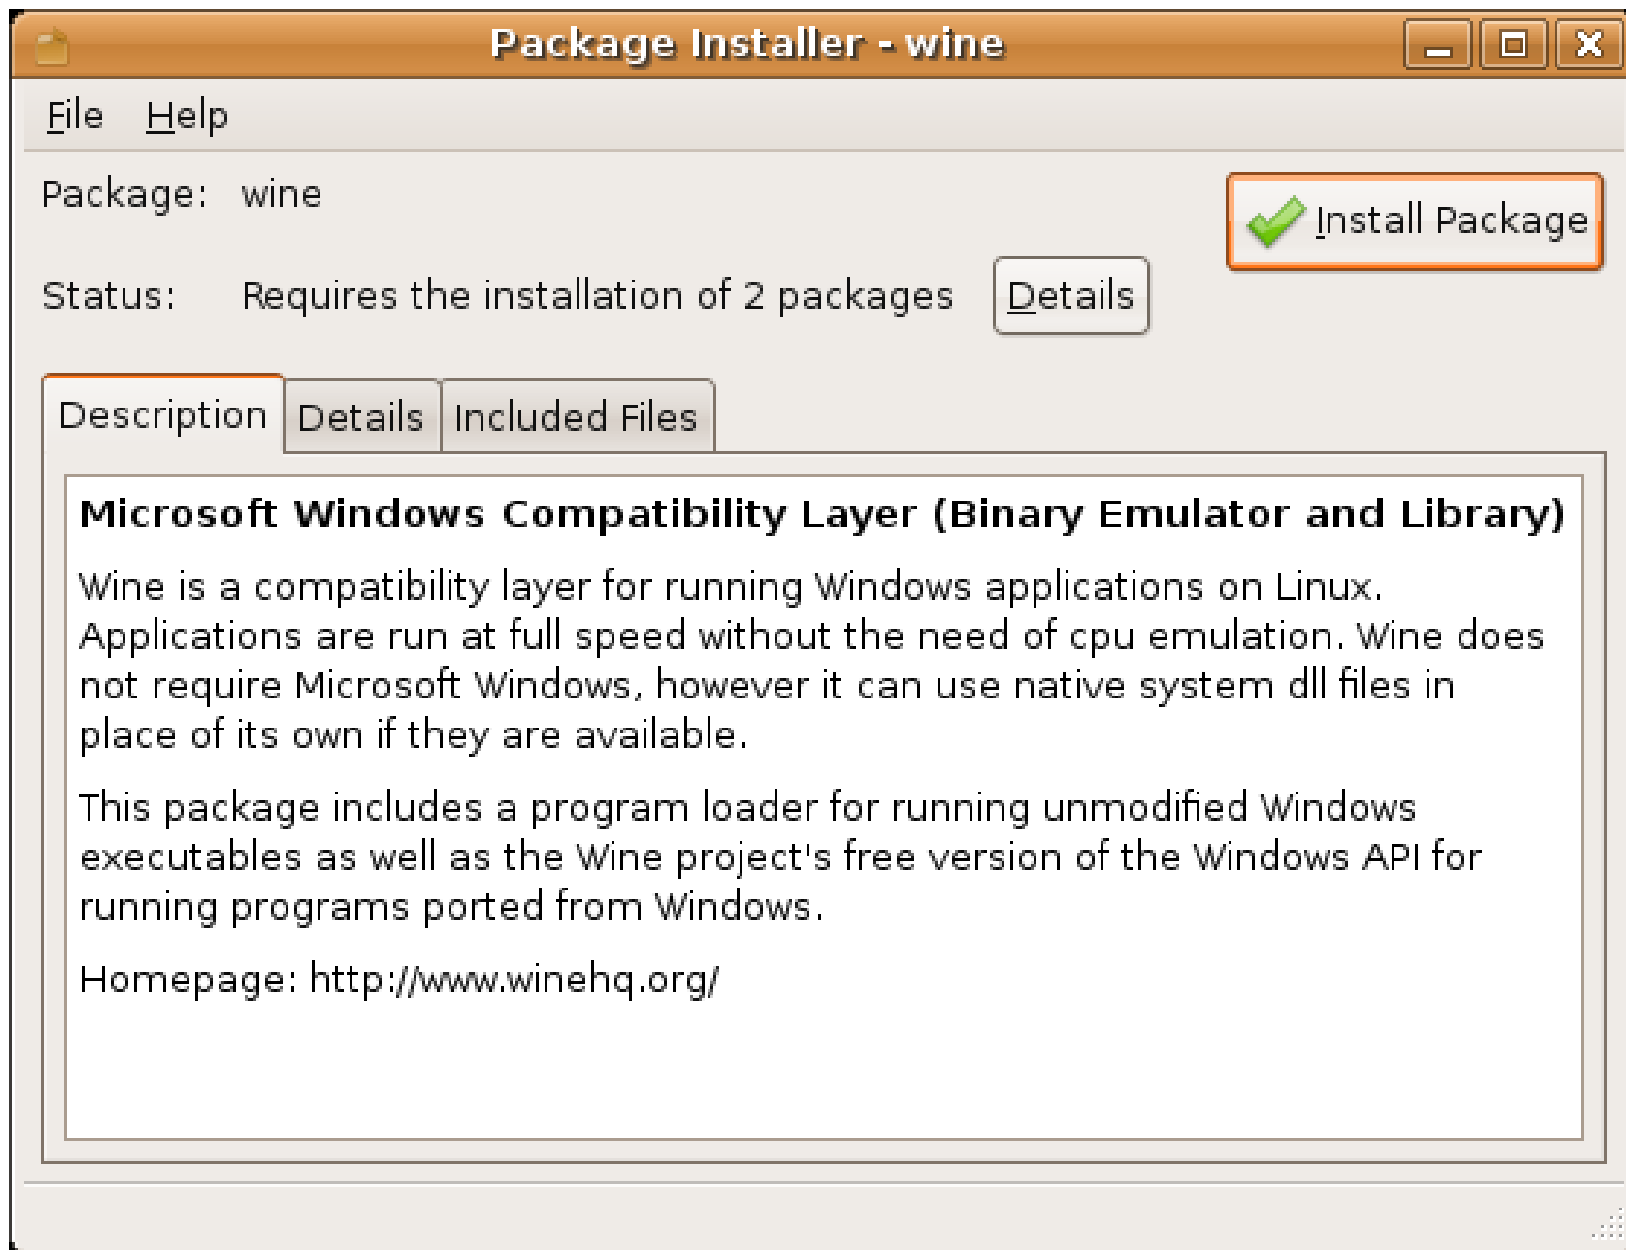 Package Installer - wine
File Help
Package: wine
Install Package
Status: Requires the installation of 2 packages Details
Description Details Included Files
Microsoft Windows Compatibility Layer (Binary Emulator and Library)
Wine is a compatibility layer for running Windows applications on Linux.
Applications are run at full speed without the need of cpu emulation. Wine does
not require Microsoft Windows, however it can use native system dll files in
place of its own if they are available.
This package includes a program loader for running unmodified Windows
executables as well as the Wine project's free version of the Windows API for
running programs ported from Windows.
Homepage: http://www.winehq.org/